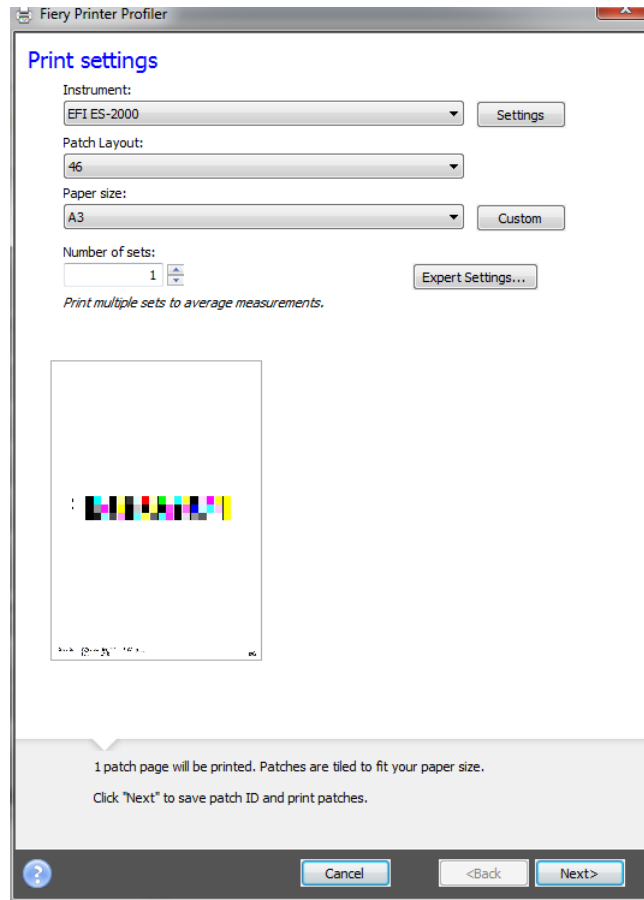 Fiery Printer Profiler
Print settings
Instrument:
EFI ES-2000
Settings
Patch Layout:
46
Paper size:
A3
Custom
Number of sets:
1
Expert Settings...
Print multiple sets to average measurements.
1 patch page will be printed. Patches are tiled to fit your paper size.
Click "Next" to save patch ID and print patches.
?
Cancel
<Back
Next>